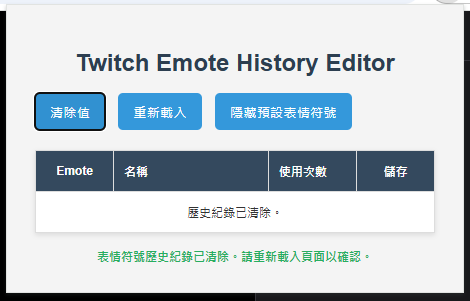 Twitch Emote History Editor
清除值 重新載入 隱藏預設表情符號
Emote 名稱 使用次數 儲存
歷史紀錄已清除。
表情符號歷史紀錄已清除。請重新載入頁面以確認。